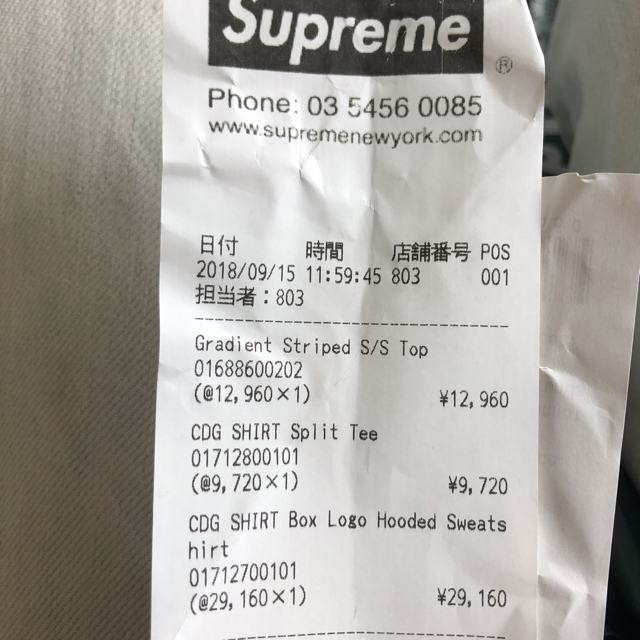 Supreme
®
Phone: 03 5456 0085
www.supremenewyork.com
日付 時間 店舗番号 POS
2018/09/15 11:59:45 803 001
担当者:803
Gradient Striped S/S Top
01688600202
(@12,960×1) ¥12,960
CDG SHIRT Split Tee
01712800101
(@9,720×1) ¥9,720
CDG SHIRT Box Logo Hooded Sweats
hirt
01712700101
(@29,160×1) ¥29,160